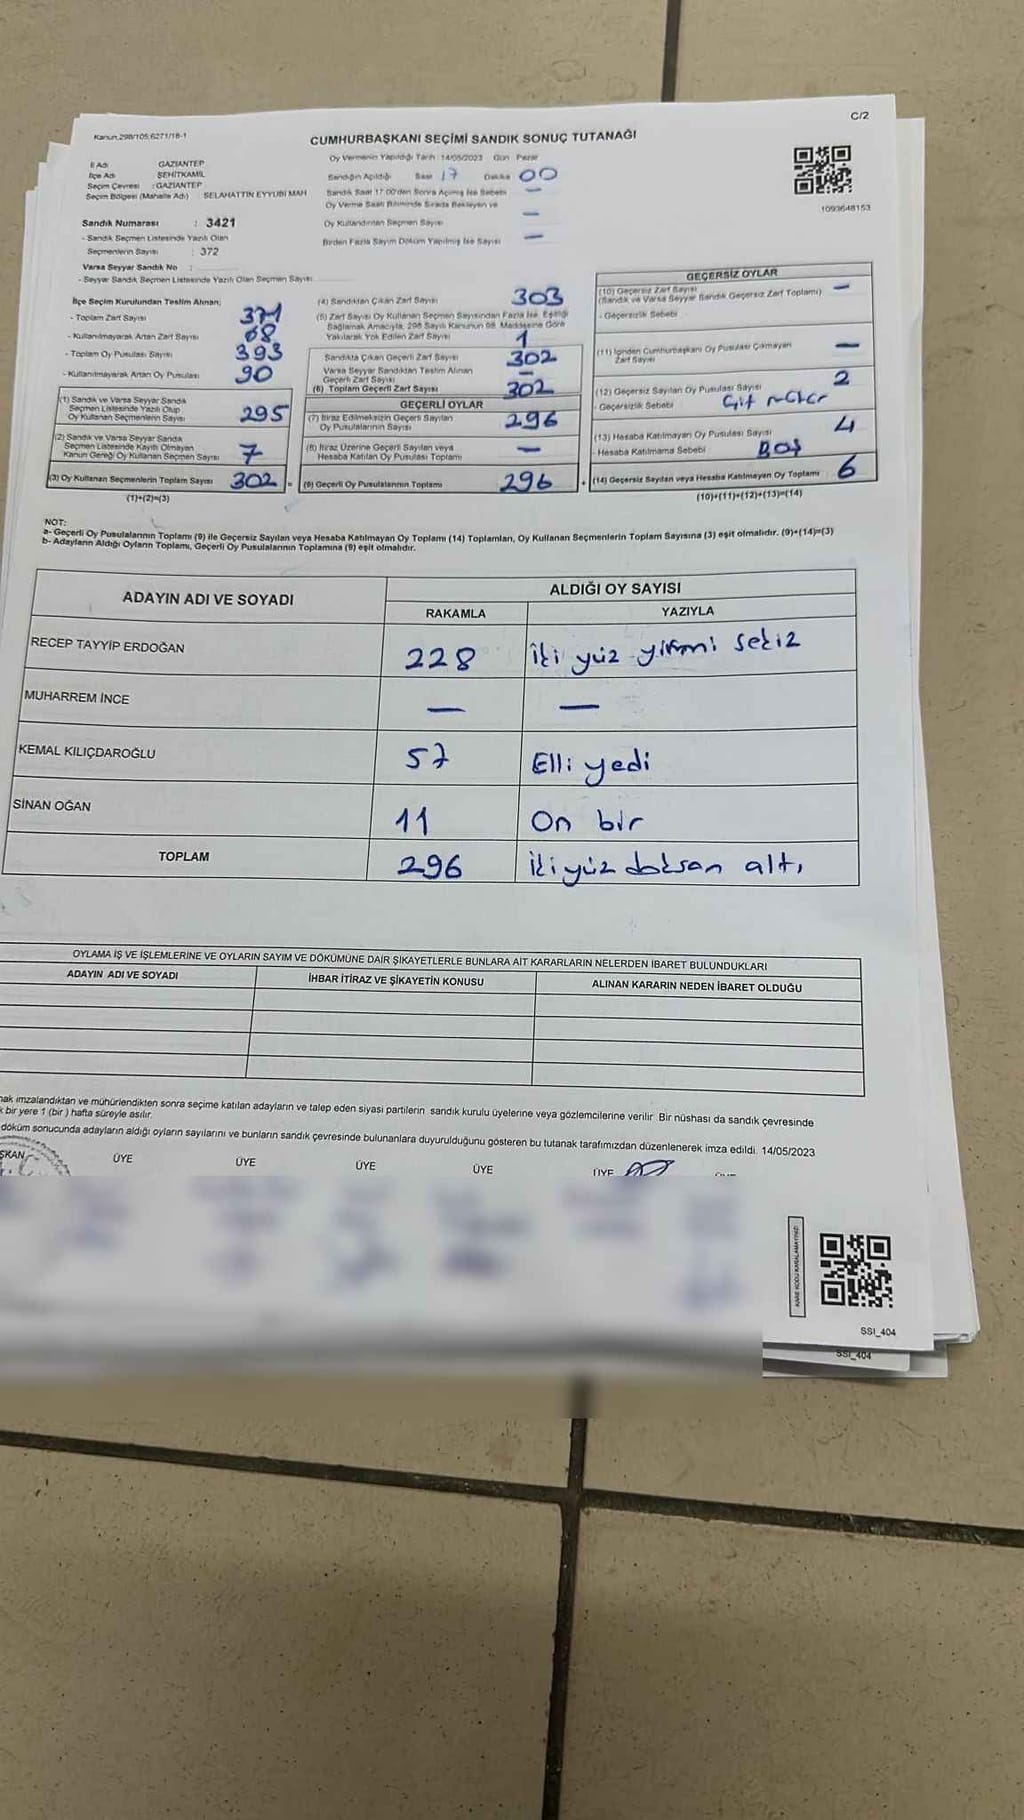 Kanun.298/105,6271/18-1
C/2
CUMHURBAŞKANI SEÇİMİ SANDIK SONUÇ TUTANAĞI
İl Adı GAZİANTEP
İlçe Adı ŞEHİTKAMİL
Seçim Çevresi : GAZİANTEP
Seçim Bölgesi (Mahalle Adı) SELAHATTİN EYYUBİ MAH
Oy Vermenin Yapıldığı Tarih 14/05/2023 Gün Pazar
Sandığın Açıldığı Saat 17 Dakika 00
Sandık Saat 17:00'den Sonra Açılmış İse Sebebi —
Oy Verme Saati Bitiminde Sırada Bekleyen ve
Oy Kullandırılan Seçmen Sayısı —
Birden Fazla Sayım Döküm Yapılmış İse Sayısı —
1093648153
Sandık Numarası : 3421
- Sandık Seçmen Listesinde Yazılı Olan
Seçmenlerin Sayısı : 372
Varsa Seyyar Sandık No :
- Seyyar Sandık Seçmen Listesinde Yazılı Olan Seçmen Sayısı
İlçe Seçim Kurulundan Teslim Alınan;
- Toplam Zarf Sayısı 371
- Kullanılmayarak Artan Zarf Sayısı 68
- Toplam Oy Pusulası Sayısı 393
- Kullanılmayarak Artan Oy Pusulası 90
(1) Sandık ve Varsa Seyyar Sandık
Seçmen Listesinde Yazılı Olup
Oy Kullanan Seçmenlerin Sayısı 295
(2) Sandık ve Varsa Seyyar Sandık
Seçmen Listesinde Kayıtlı Olmayan
Kanun Gereği Oy Kullanan Seçmen Sayısı 7
(3) Oy Kullanan Seçmenlerin Toplam Sayısı 302
(1)+(2)=(3)
(4) Sandıktan Çıkan Zarf Sayısı 303
(5) Zarf Sayısı Oy Kullanan Seçmen Sayısından Fazla İse, Eşitliği
Sağlamak Amacıyla, 298 Sayılı Kanunun 98. Maddesine Göre
Yakılarak Yok Edilen Zarf Sayısı 1
Sandıkta Çıkan Geçerli Zarf Sayısı 302
Varsa Seyyar Sandıktan Teslim Alınan
Geçerli Zarf Sayısı —
(6) Toplam Geçerli Zarf Sayısı 302
GEÇERLİ OYLAR
(7) İtiraz Edilmeksizin Geçerli Sayılan
Oy Pusulalarının Sayısı 296
(8) İtiraz Üzerine Geçerli Sayılan veya
Hesaba Katılan Oy Pusulası Toplamı —
= (9) Geçerli Oy Pusulalarının Toplamı 296
GEÇERSİZ OYLAR
(10) Geçersiz Zarf Sayısı —
(Sandık ve Varsa Seyyar Sandık Geçersiz Zarf Toplamı)
- Geçersizlik Sebebi
(11) İçinden Cumhurbaşkanı Oy Pusulası Çıkmayan
Zarf Sayısı —
(12) Geçersiz Sayılan Oy Pusulası Sayısı 2
- Geçersizlik Sebebi Çift mühür
(13) Hesaba Katılmayan Oy Pusulası Sayısı 4
- Hesaba Katılmama Sebebi Boş
+ (14) Geçersiz Sayılan veya Hesaba Katılmayan Oy Toplamı 6
(10)+(11)+(12)+(13)=(14)
NOT:
a- Geçerli Oy Pusulalarının Toplamı (9) ile Geçersiz Sayılan veya Hesaba Katılmayan Oy Toplamı (14) Toplamları, Oy Kullanan Seçmenlerin Toplam Sayısına (3) eşit olmalıdır. (9)+(14)=(3)
b- Adayların Aldığı Oyların Toplamı, Geçerli Oy Pusulalarının Toplamına (9) eşit olmalıdır.
ADAYIN ADI VE SOYADI ALDIĞI OY SAYISI
RAKAMLA YAZIYLA
RECEP TAYYİP ERDOĞAN 228 İki yüz yirmi sekiz
MUHARREM İNCE — —
KEMAL KILIÇDAROĞLU 57 Elli yedi
SİNAN OĞAN 11 On bir
TOPLAM 296 İki yüz doksan altı
OYLAMA İŞ VE İŞLEMLERİNE VE OYLARIN SAYIM VE DÖKÜMÜNE DAİR ŞİKAYETLERLE BUNLARA AİT KARARLARIN NELERDEN İBARET BULUNDUKLARI
ADAYIN ADI VE SOYADI İHBAR İTİRAZ VE ŞİKAYETİN KONUSU ALINAN KARARIN NEDEN İBARET OLDUĞU
imzalandıktan ve mühürlendikten sonra seçime katılan adayların ve talep eden siyasi partilerin sandık kurulu üyelerine veya gözlemcilerine verilir. Bir nüshası da sandık çevresinde
bir yere 1 (bir ) hafta süreyle asılır.
döküm sonucunda adayların aldığı oyların sayılarını ve bunların sandık çevresinde bulunanlara duyurulduğunu gösteren bu tutanak tarafımızdan düzenlenerek imza edildi. 14/05/2023
ŞKAN ÜYE ÜYE ÜYE ÜYE ÜYE
KARE KODU KARALAMAYINIZ!
SSI_404
SSI_404